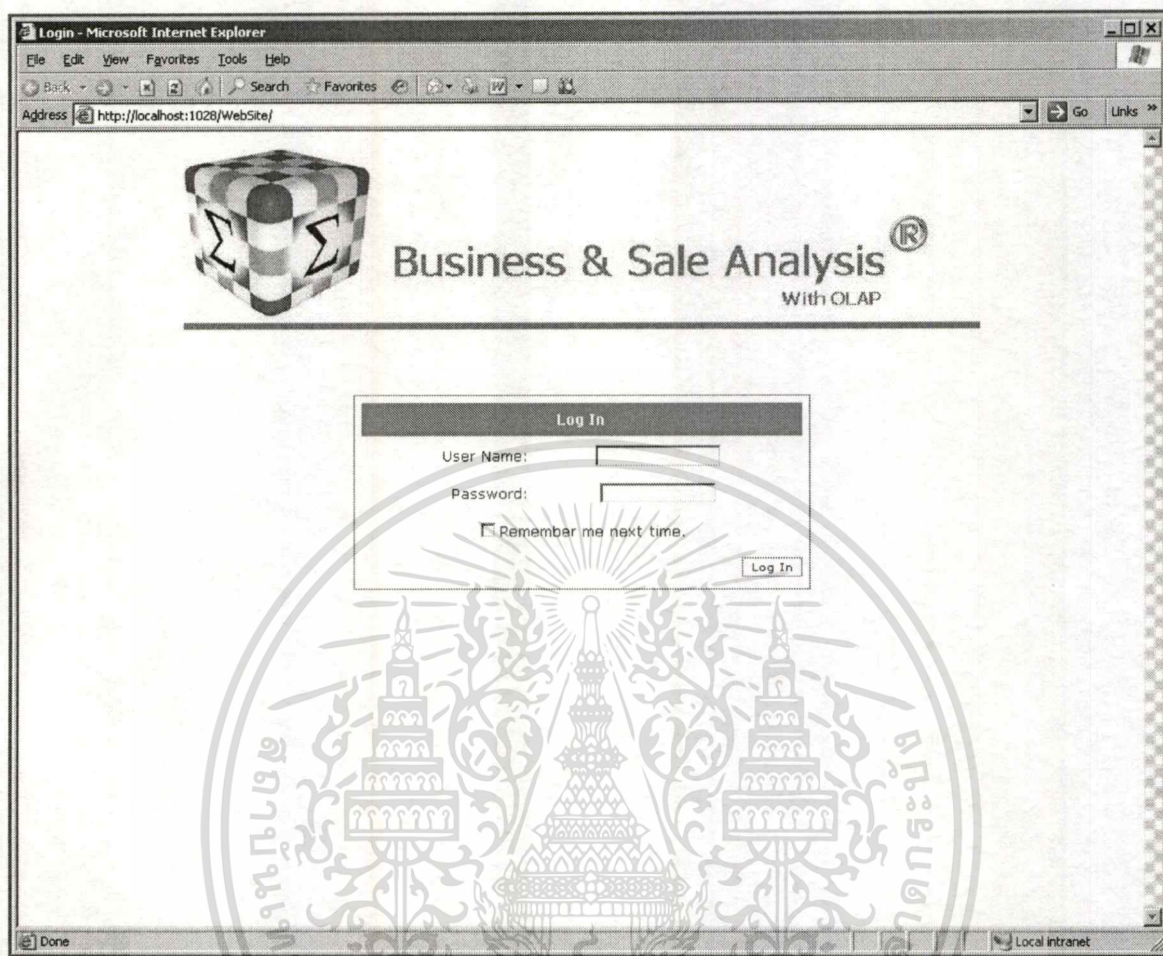 Login - Microsoft Internet Explorer
File Edit View Favorites Tools Help
Back Search Favorites
Address http://localhost:1028/WebSite/ Go Links »
Σ Σ
Business & Sale Analysis ®
With OLAP
Log In
User Name:
Password:
Remember me next time.
Log In
Done Local intranet